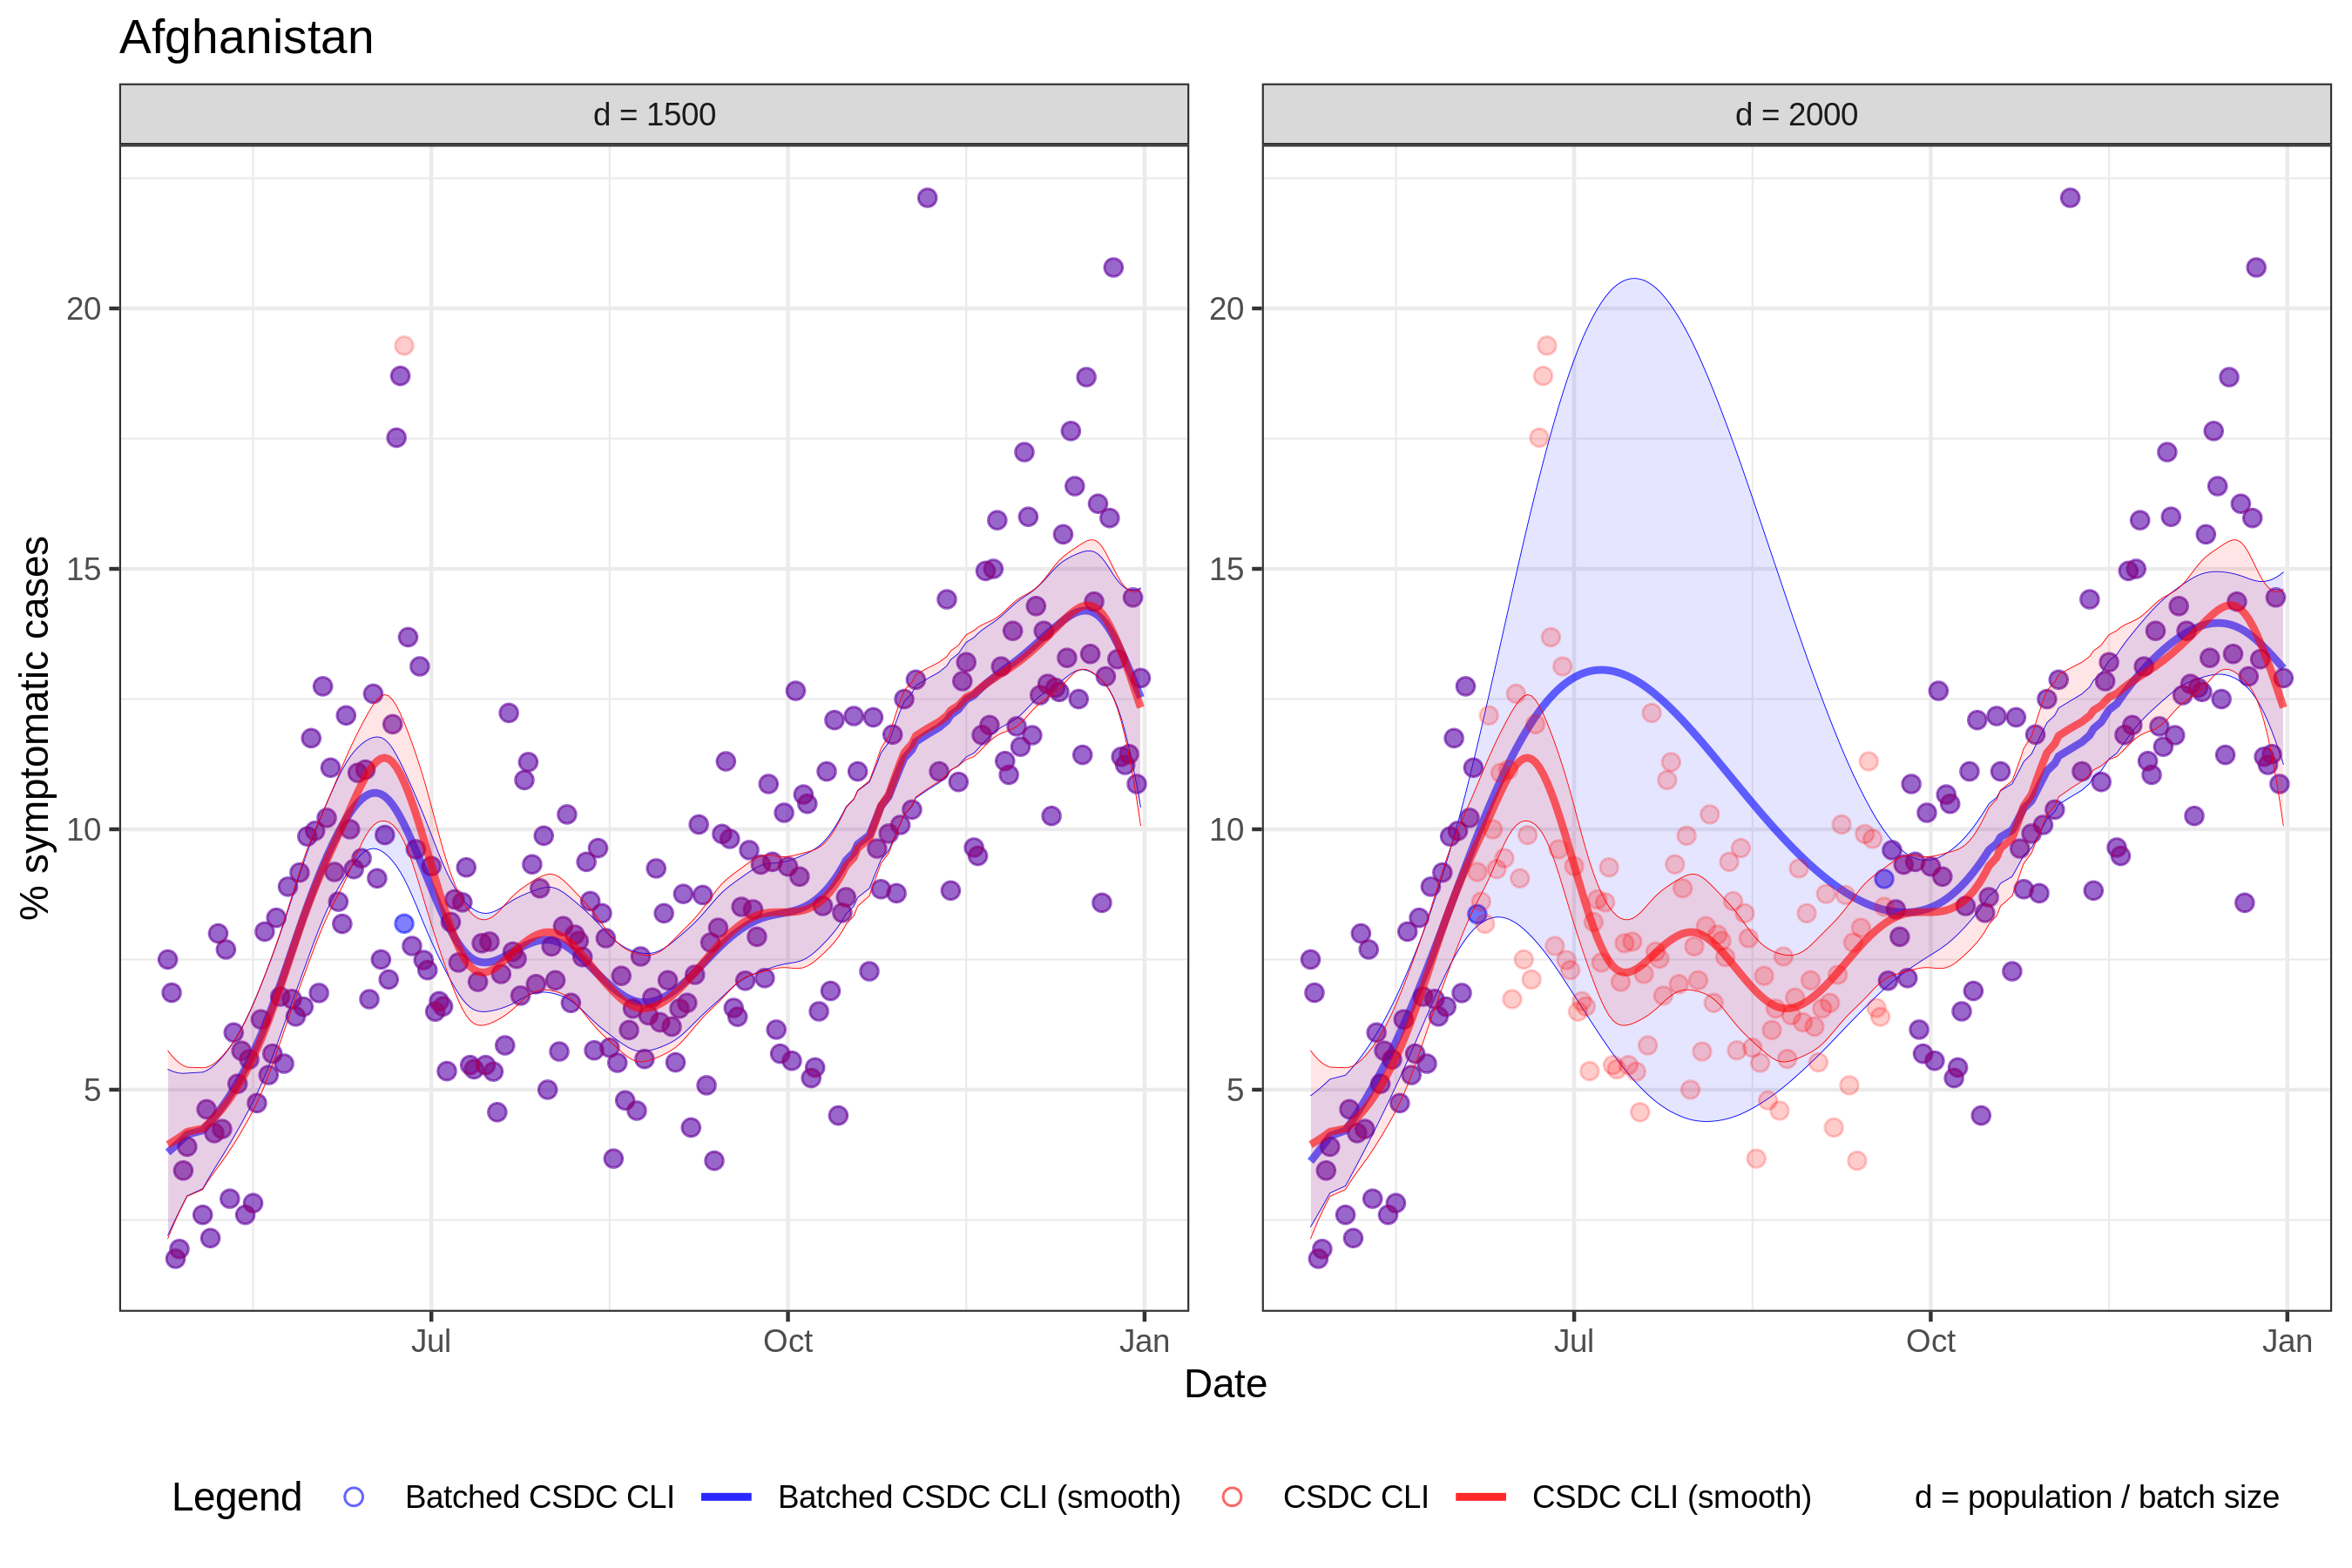 Afghanistan
d = 1500
d = 2000
% symptomatic cases
20
15
10
5
20
15
10
5
Jul
Oct
Jan
Jul
Oct
Jan
Date
Legend
Batched CSDC CLI
Batched CSDC CLI (smooth)
CSDC CLI
CSDC CLI (smooth)
d = population / batch size